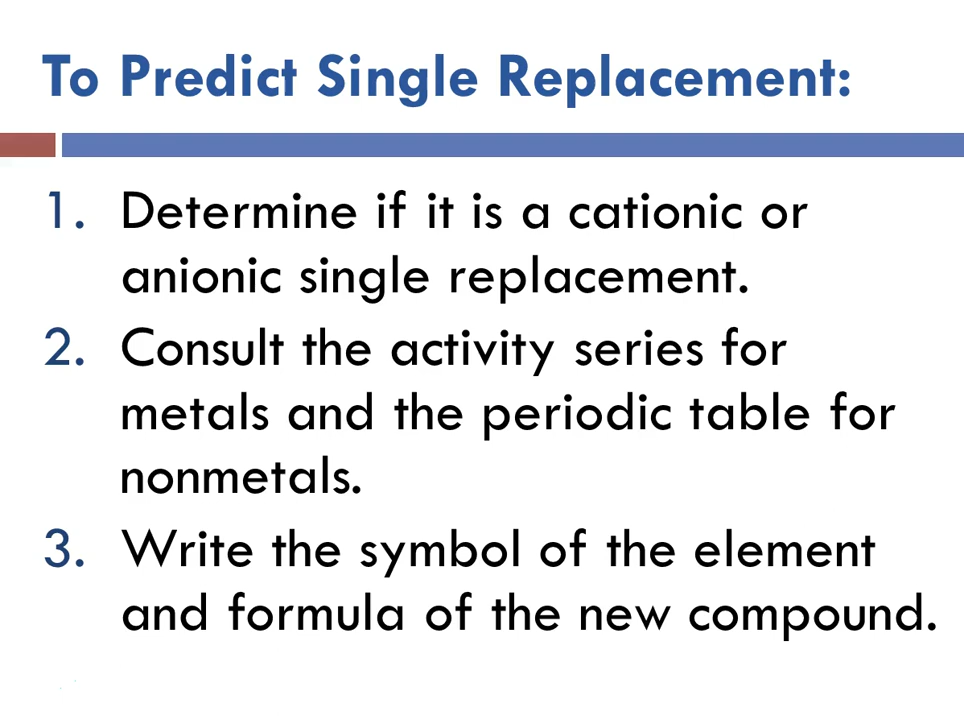 To Predict Single Replacement:
1. Determine if it is a cationic or
anionic single replacement.
2. Consult the activity series for
metals and the periodic table for
nonmetals.
3. Write the symbol of the element
and formula of the new compound.